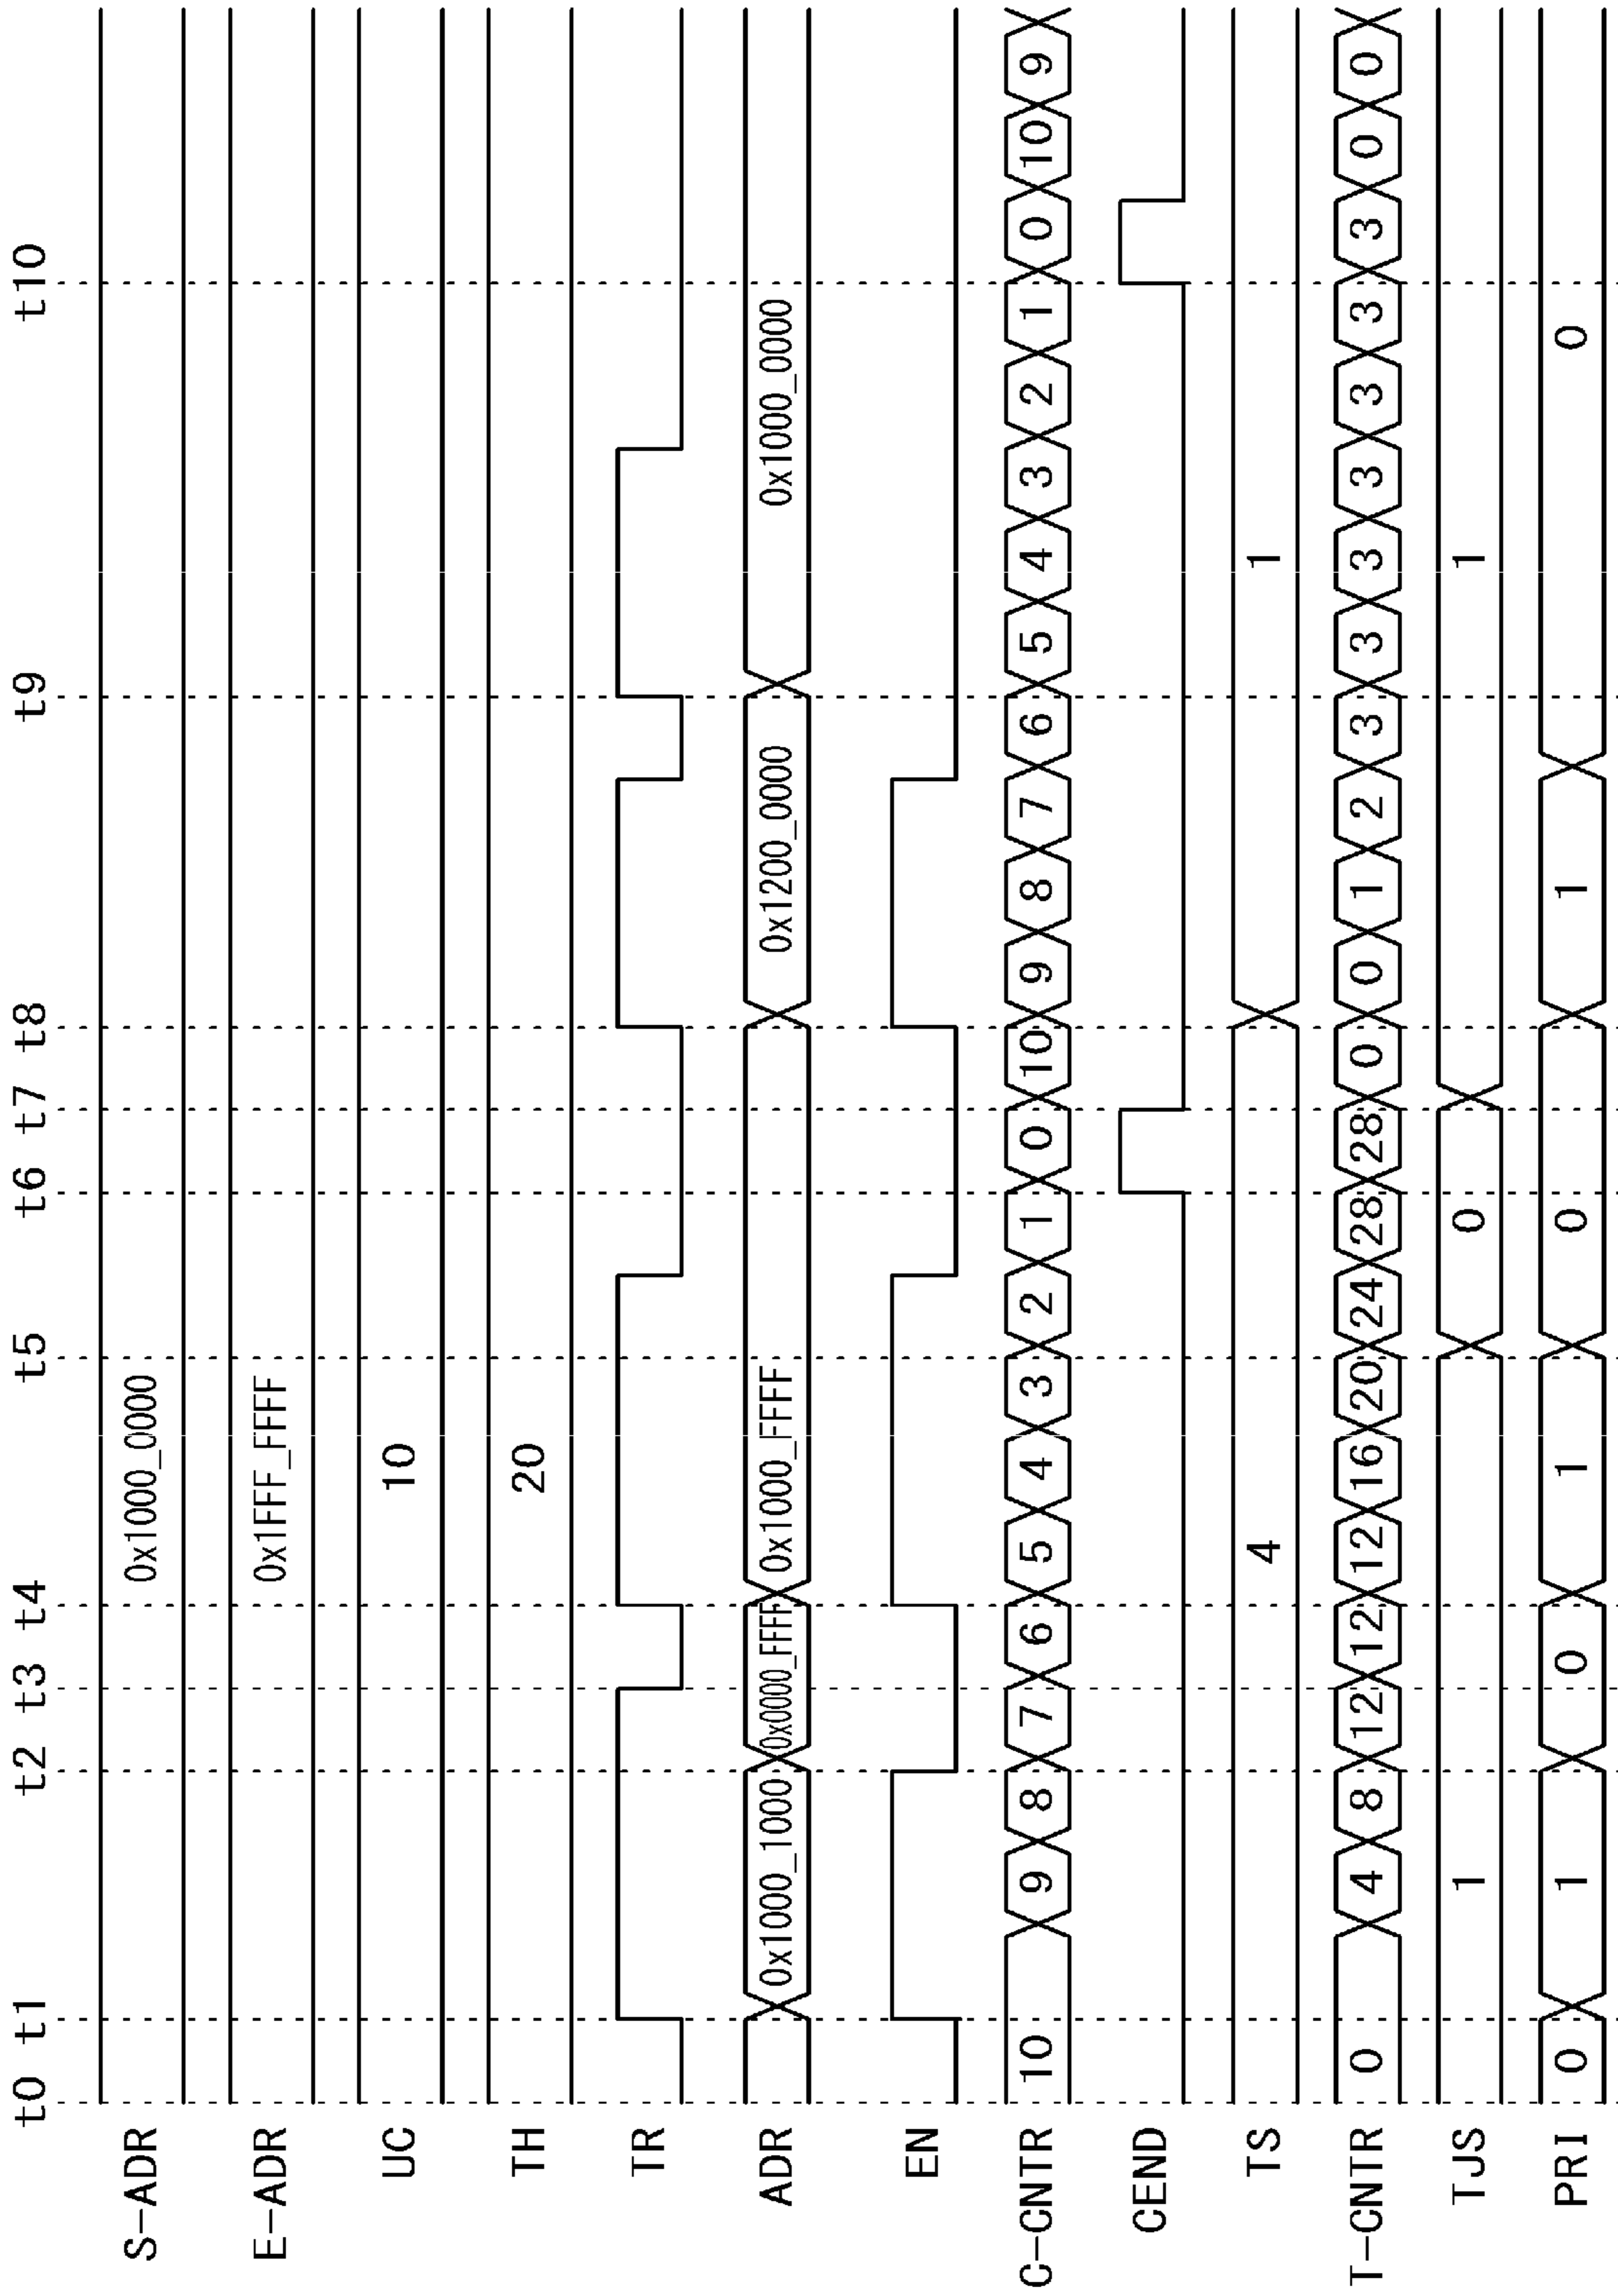 t0 t1 t2 t3 t4 t5 t6 t7 t8 t9 t10
S-ADR 0x1000_0000
E-ADR 0x1FFF_FFFF
UC 10
TH 20
TR
ADR 0x1000_1000 0x0000_FFFF 0x1000_FFFF 0x1200_0000 0x1000_0000
EN
C-CNTR 10 9 8 7 6 5 4 3 2 1 0 10 9 8 7 6 5 4 3 2 1 0 10 9
CEND
TS 4 1
T-CNTR 0 4 8 12 12 12 16 20 24 28 28 0 0 1 2 3 3 3 3 3 3 3 0 0
TJS 1 0 1
PRI 0 1 0 1 0 1 0